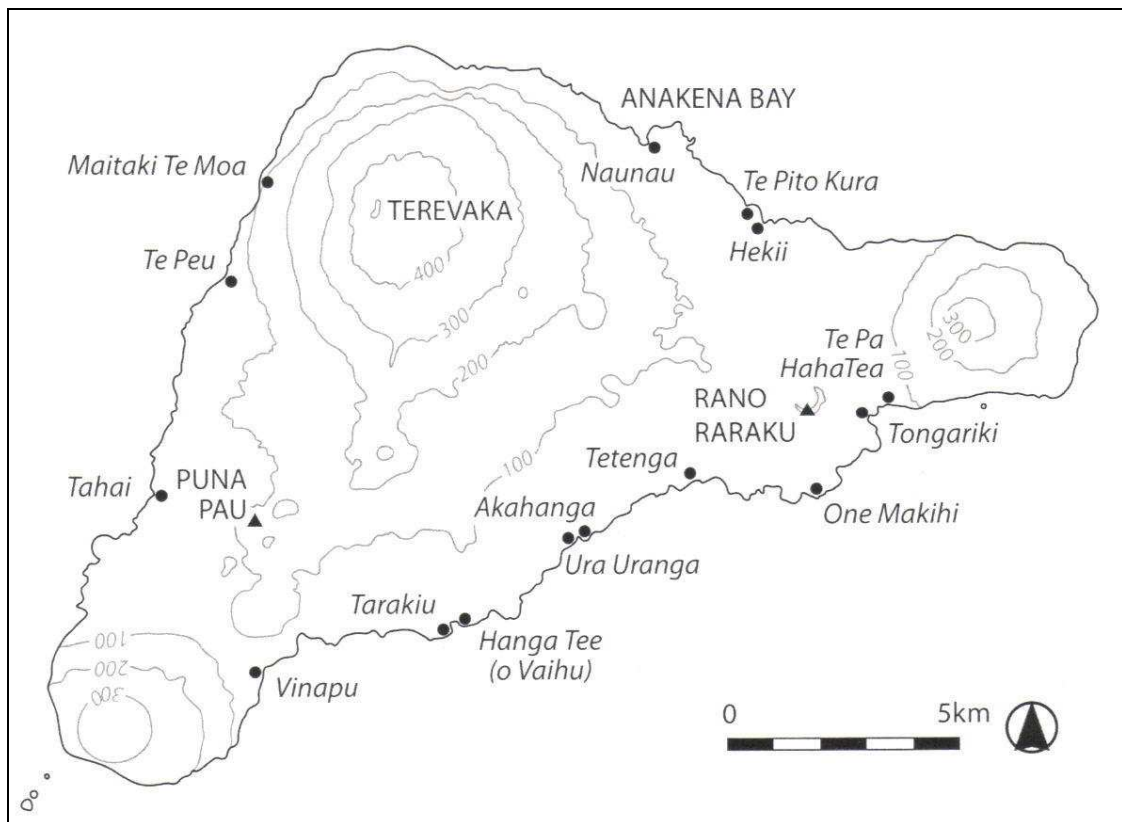 ANAKENA BAY
Maitaki Te Moa
Naunau
Te Pito Kura
TEREVAKA
Hekii
Te Peu
400
300
200
100
300
200
100
Te Pa
HahaTea
RANO
RARAKU
Tongariki
Tetenga
PUNA
PAU
Tahai
Akahanga
One Makihi
Ura Uranga
Tarakiu
Hanga Tee
(o Vaihu)
100
200
300
Vinapu
0 5km